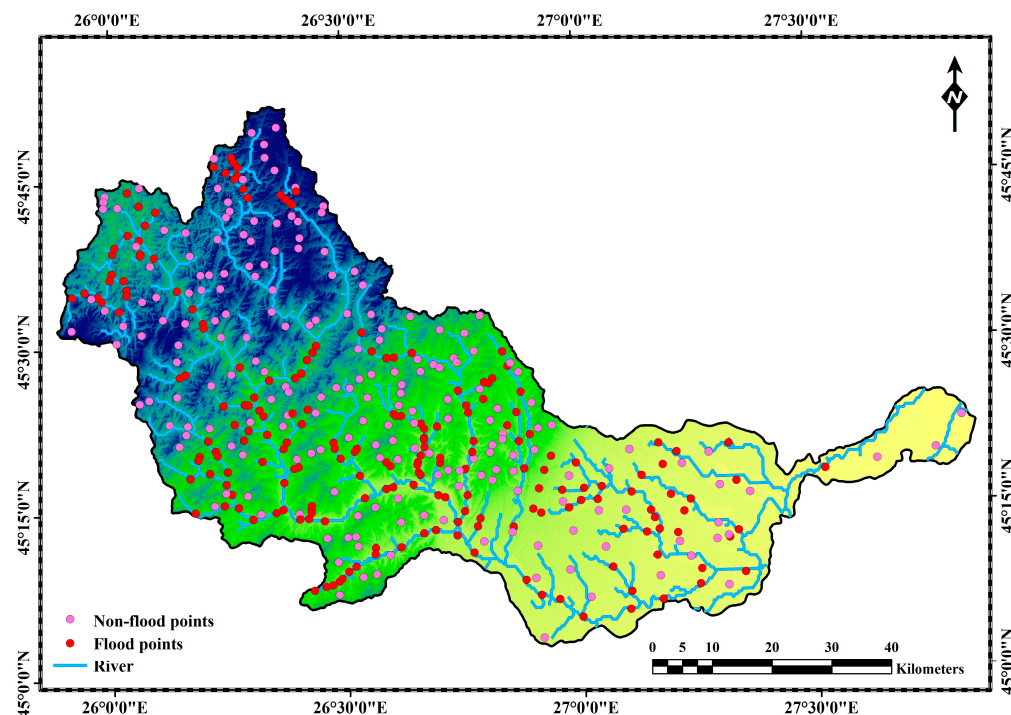 26°0'0"E 26°30'0"E 27°0'0"E 27°30'0"E
N
45°45'0"N
45°45'0"N
45°30'0"N
45°30'0"N
45°15'0"N
45°15'0"N
45°0'0"N
45°0'0"N
Non-flood points
Flood points
River
0 5 10 20 30 40
Kilometers
26°0'0"E 26°30'0"E 27°0'0"E 27°30'0"E